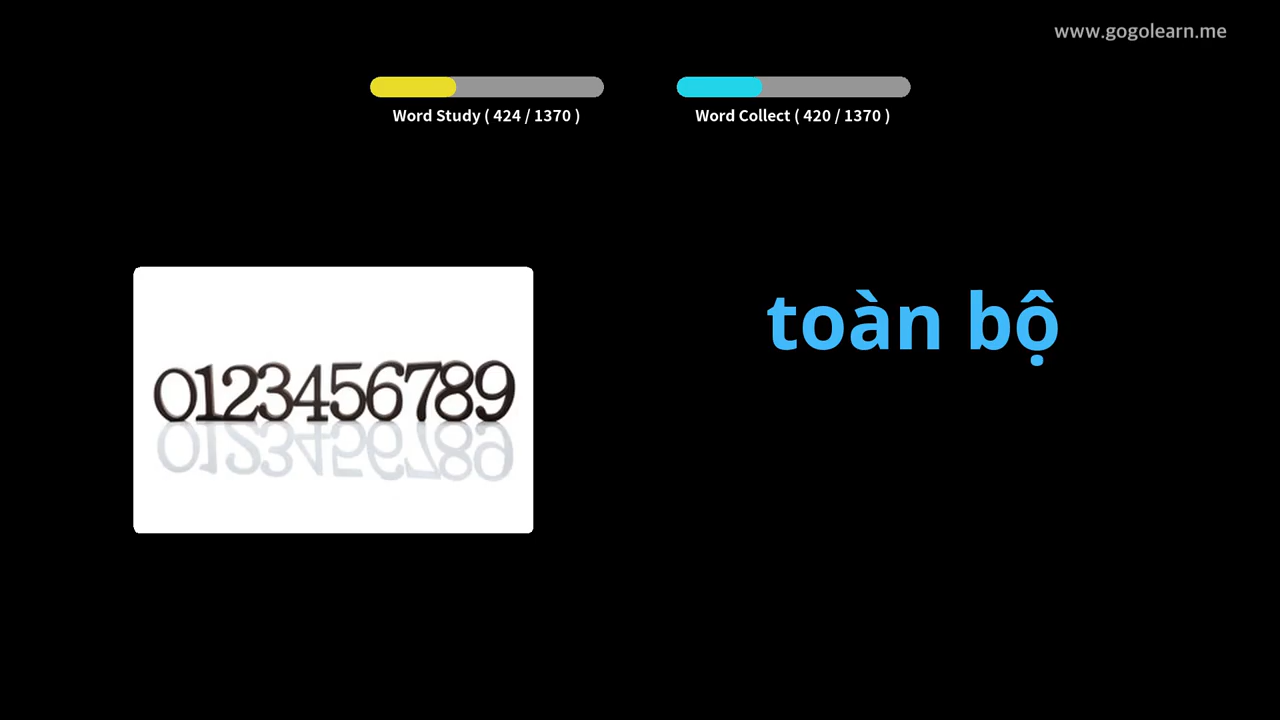 www.gogolearn.me
Word Study ( 424 / 1370 )
Word Collect ( 420 / 1370 )
toàn bộ
0123456789